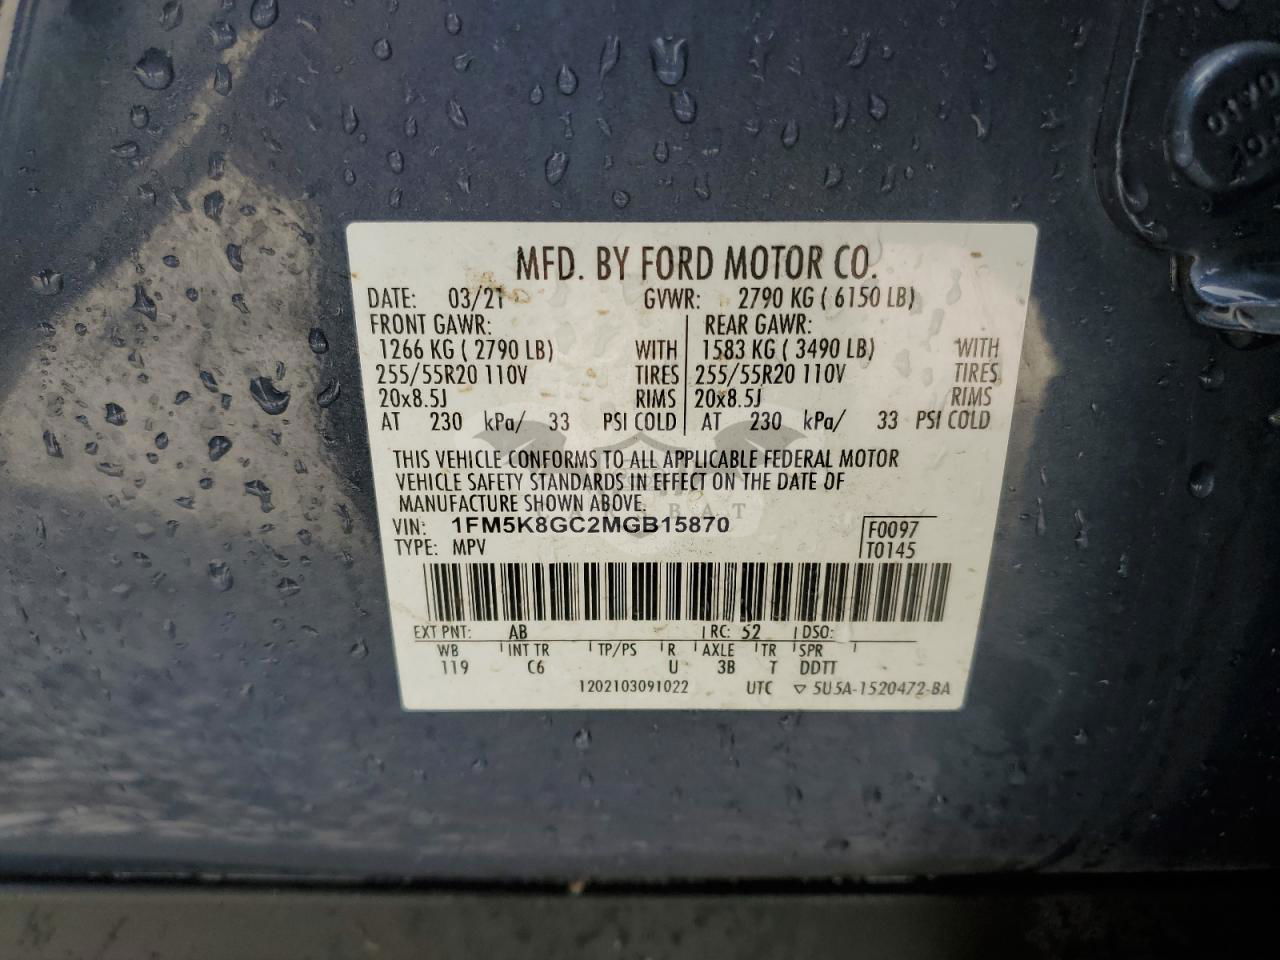 MFD. BY FORD MOTOR CO.
DATE: 03/21 GVWR: 2790 KG ( 6150 LB)
FRONT GAWR: REAR GAWR:
1266 KG ( 2790 LB) WITH 1583 KG ( 3490 LB) WITH
255/55R20 110V TIRES 255/55R20 110V TIRES
20x8.5J RIMS 20x8.5J RIMS
AT 230 kPa/ 33 PSI COLD AT 230 kPa/ 33 PSI COLD
THIS VEHICLE CONFORMS TO ALL APPLICABLE FEDERAL MOTOR
VEHICLE SAFETY STANDARDS IN EFFECT ON THE DATE OF
MANUFACTURE SHOWN ABOVE.
VIN: 1FM5K8GC2MGB15870 F0097
TYPE: MPV T0145
EXT PNT: AB RC: 52 DSO:
WB INT TR TP/PS R AXLE TR SPR
119 C6 U 3B T DDTT
1202103091022 UTC ▽ 5U5A-1520472-BA